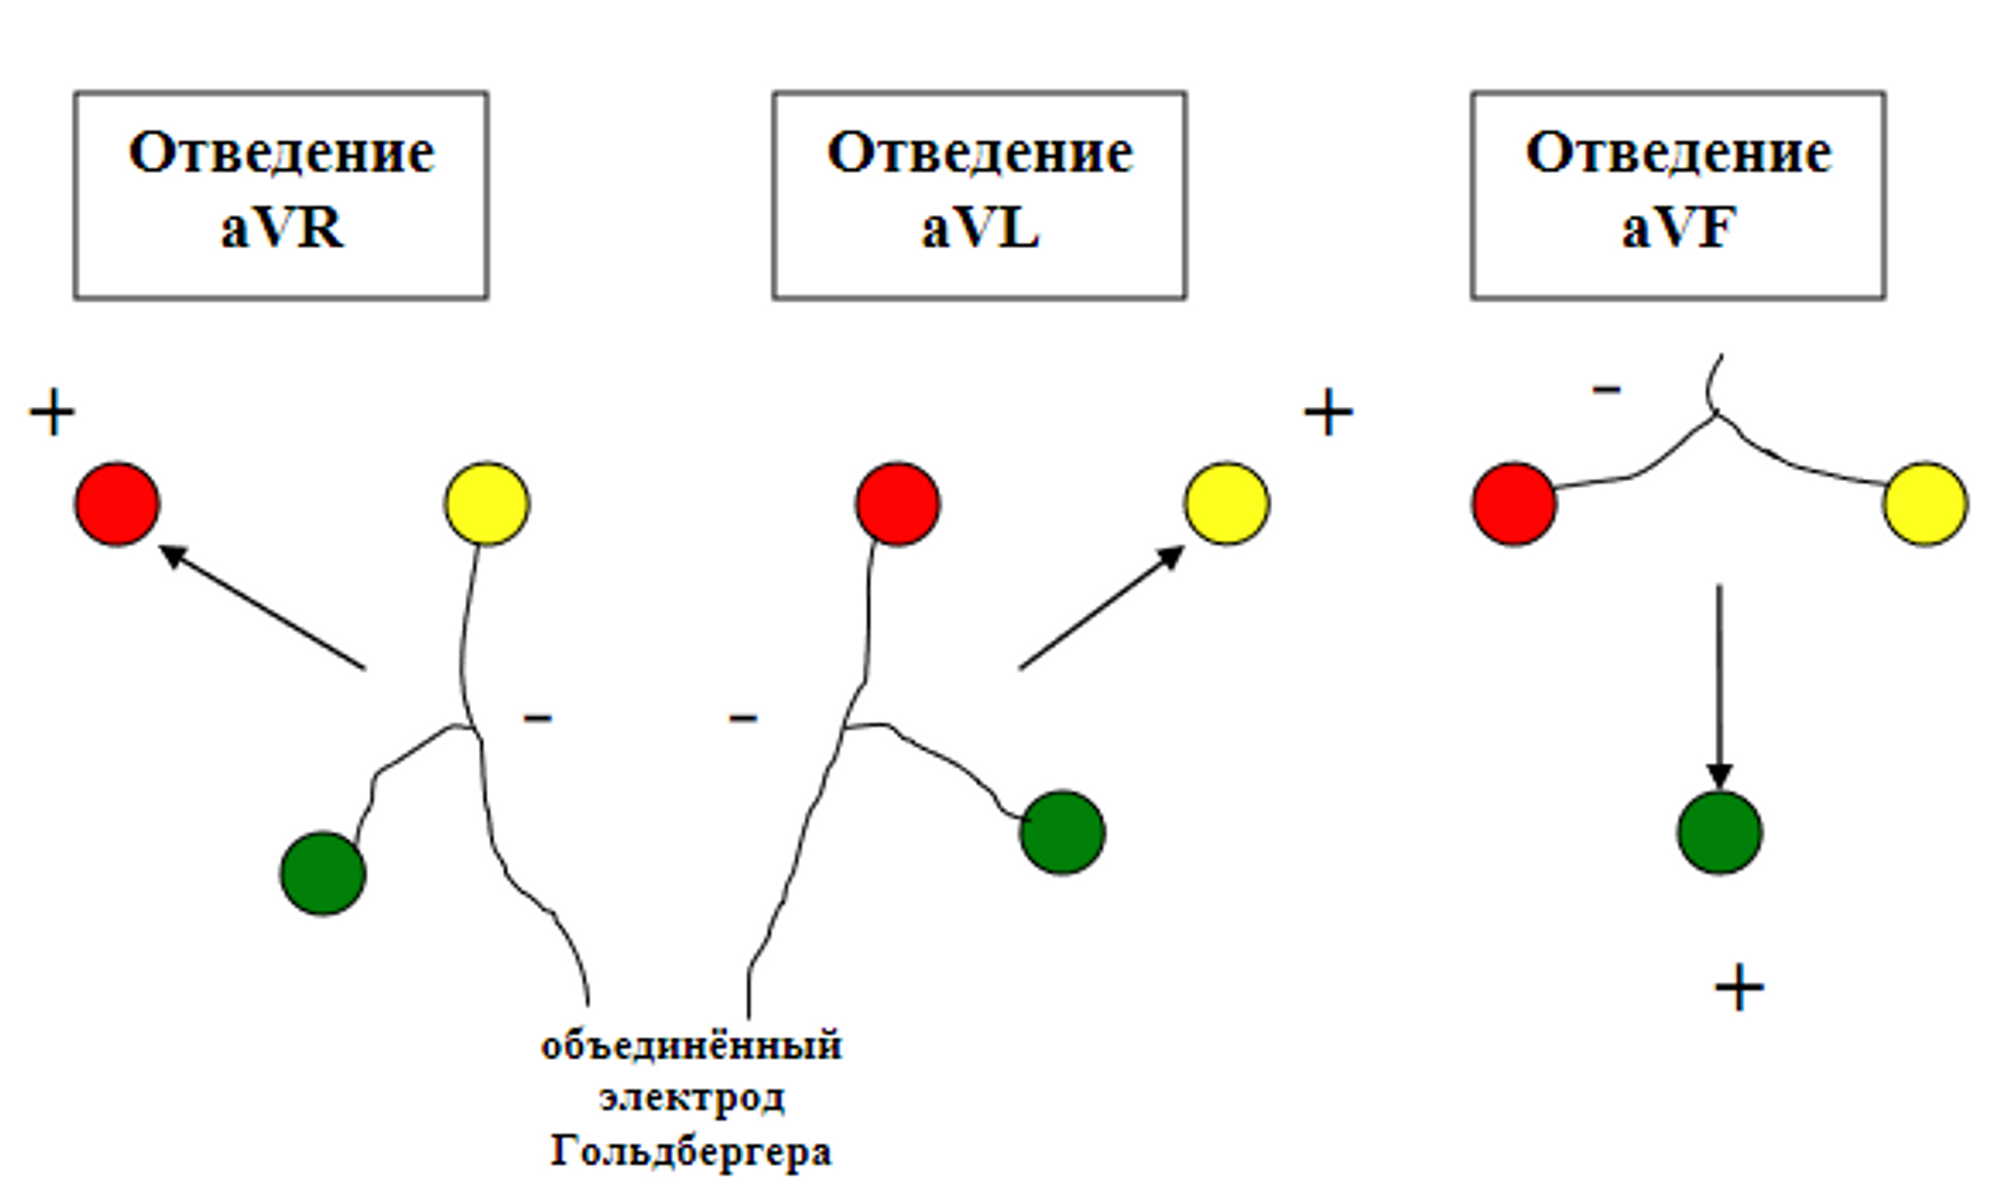 Отведение
aVR
Отведение
aVL
Отведение
aVF
+
+
-
-
-
+
объединённый
электрод
Гольдбергера